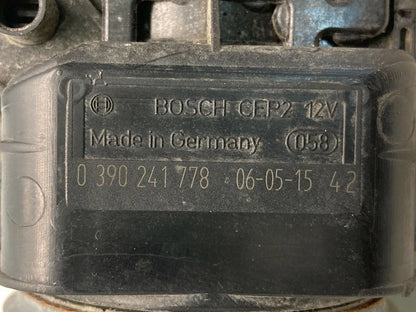 BOSCH CEP2 12V
Made in Germany 058
0 390 241 778 06-05-15 42